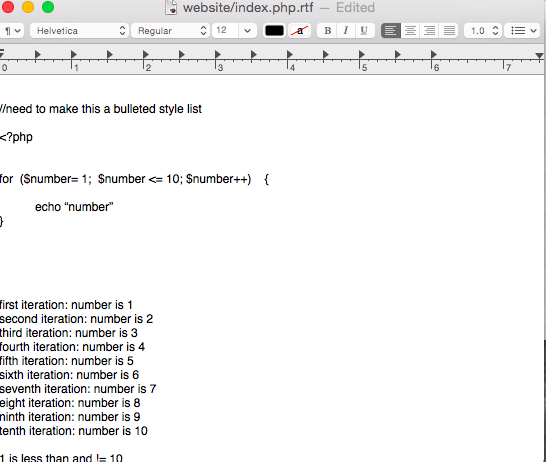 website/index.php.rtf — Edited
¶ Helvetica Regular 12 a B I U 1.0
0 1 2 3 4 5 6 7
//need to make this a bulleted style list
<?php
for ($number= 1; $number <= 10; $number++) {
echo “number”
}
first iteration: number is 1
second iteration: number is 2
third iteration: number is 3
fourth iteration: number is 4
fifth iteration: number is 5
sixth iteration: number is 6
seventh iteration: number is 7
eight iteration: number is 8
ninth iteration: number is 9
tenth iteration: number is 10
1 is less than and != 10